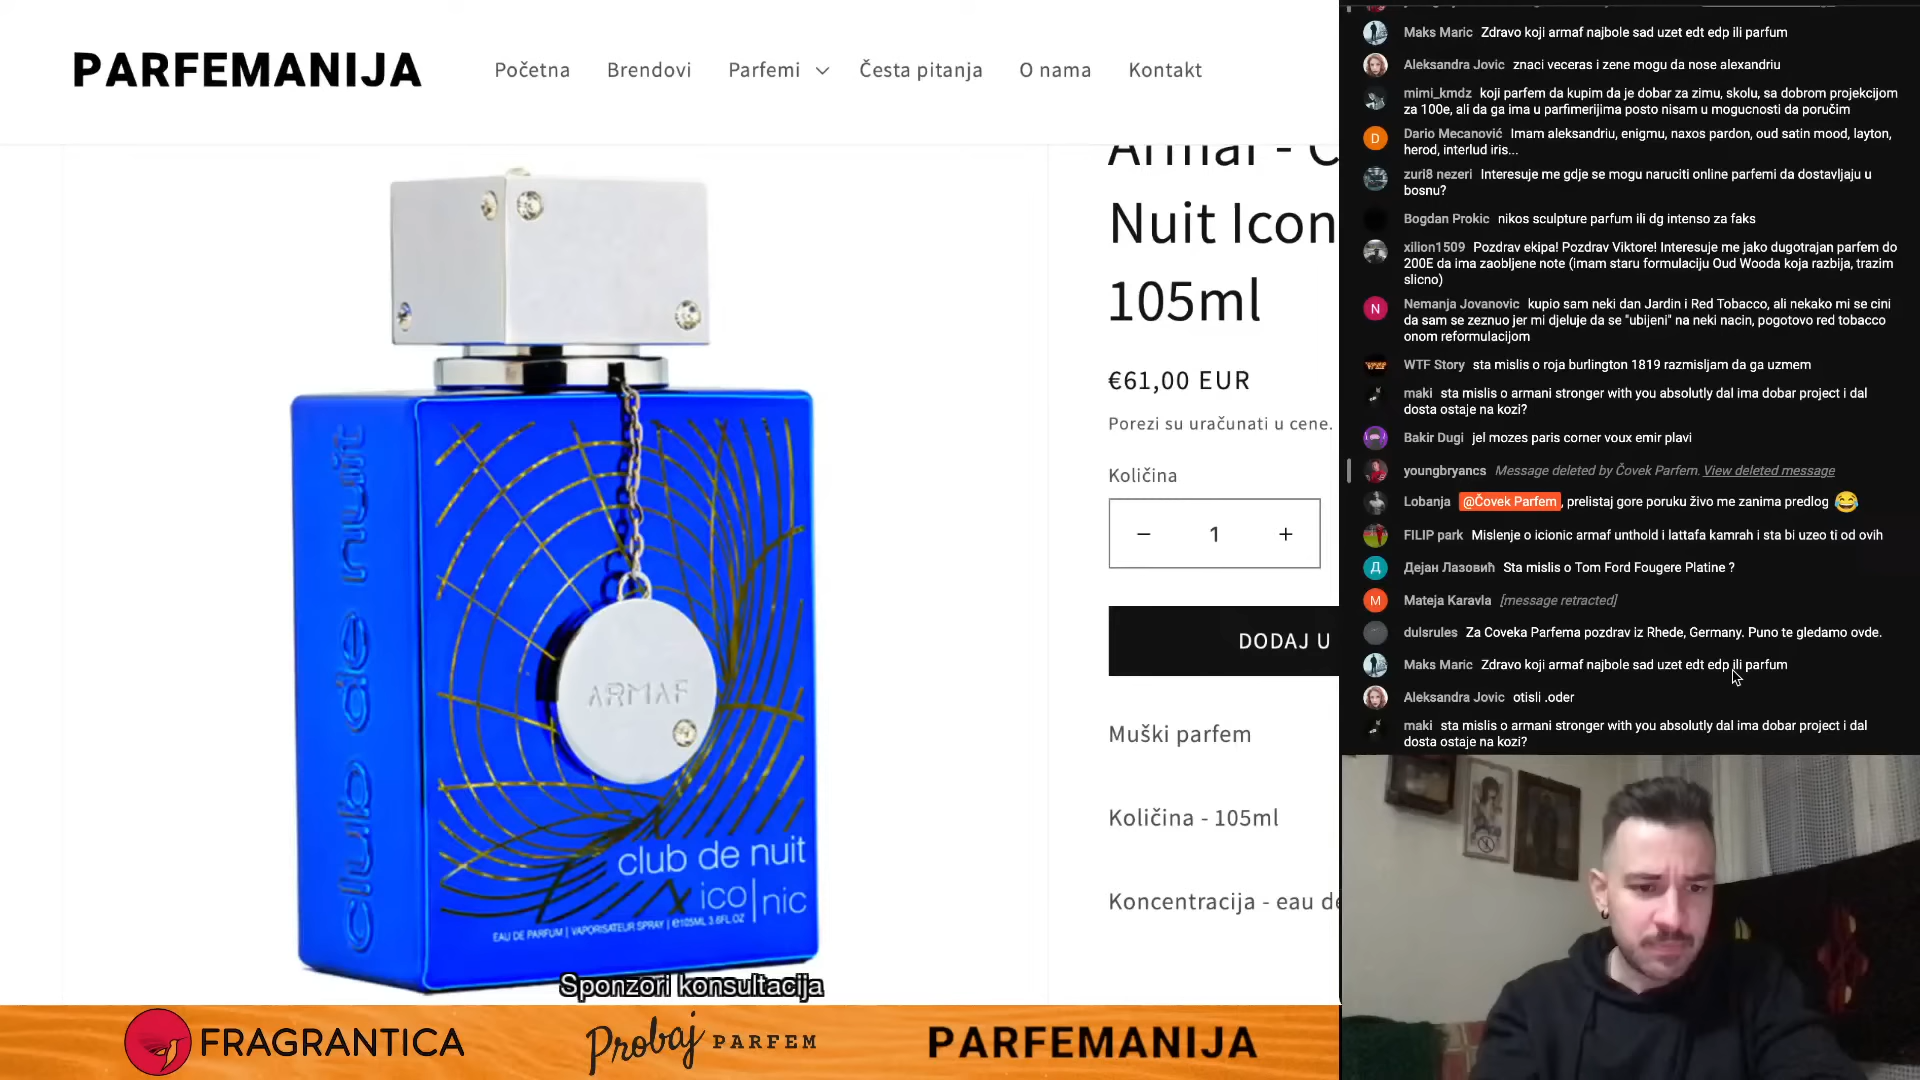 PARFEMANIJA
Početna
Brendovi
Parfemi
Česta pitanja
O nama
Kontakt
Nuit Icon
105ml
€61,00 EUR
Porezi su uračunati u cene.
Količina
− 1 +
DODAJ U
Muški parfem
Količina - 105ml
Koncentracija - eau de
club de nuit
ARMAF
club de nuit
ico|nic
EAU DE PARFUM | VAPORISATEUR SPRAY | ℮105ML 3.6FL.OZ
Sponzori konsultacija
FRAGRANTICA
Probaj PARFEM
PARFEMANIJA
Maks Maric Zdravo koji armaf najbole sad uzet edt edp ili parfum
Aleksandra Jovic znaci veceras i zene mogu da nose alexandriu
mimi_kmdz koji parfem da kupim da je dobar za zimu, skolu, sa dobrom projekcijom
za 100e, ali da ga ima u parfimerijima posto nisam u mogucnosti da poručim
D
Dario Mecanović Imam aleksandriu, enigmu, naxos pardon, oud satin mood, layton,
herod, interlud iris...
zuri8 nezeri Interesuje me gdje se mogu naruciti online parfemi da dostavljaju u
bosnu?
Bogdan Prokic nikos sculpture parfum ili dg intenso za faks
xilion1509 Pozdrav ekipa! Pozdrav Viktore! Interesuje me jako dugotrajan parfem do
200E da ima zaobljene note (imam staru formulaciju Oud Wooda koja razbija, trazim
slicno)
N
Nemanja Jovanovic kupio sam neki dan Jardin i Red Tobacco, ali nekako mi se cini
da sam se zeznuo jer mi djeluje da se "ubijeni" na neki nacin, pogotovo red tobacco
onom reformulacijom
WTF Story sta mislis o roja burlington 1819 razmisljam da ga uzmem
maki sta mislis o armani stronger with you absolutly dal ima dobar project i dal
dosta ostaje na kozi?
Bakir Dugi jel mozes paris corner voux emir plavi
youngbryancs Message deleted by Čovek Parfem. View deleted message
Lobanja @Čovek Parfem, prelistaj gore poruku živo me zanima predlog 😂
FILIP park Mislenje o icionic armaf unthold i lattafa kamrah i sta bi uzeo ti od ovih
Д
Дејан Лазовић Sta mislis o Tom Ford Fougere Platine ?
M
Mateja Karavla [message retracted]
duisrules Za Coveka Parfema pozdrav iz Rhede, Germany. Puno te gledamo ovde.
Maks Maric Zdravo koji armaf najbole sad uzet edt edp ili parfum
Aleksandra Jovic otisli .oder
maki sta mislis o armani stronger with you absolutly dal ima dobar project i dal
dosta ostaje na kozi?